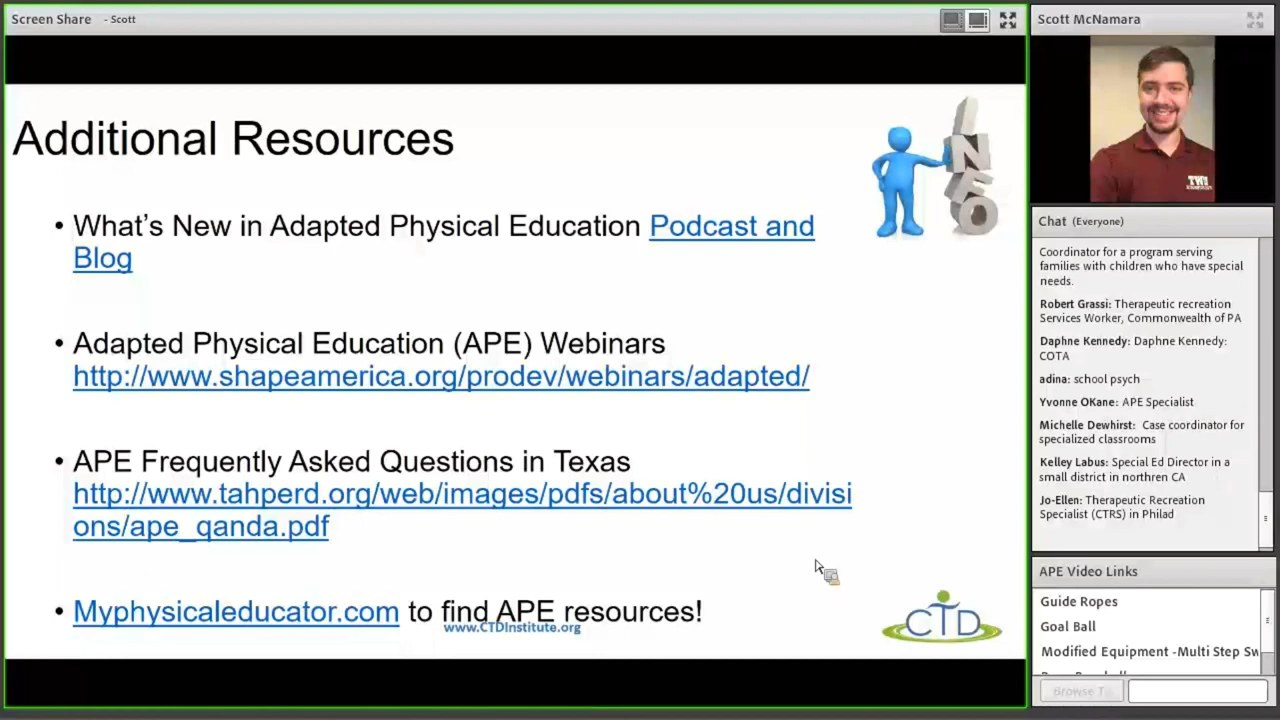 Screen Share - Scott
Additional Resources
INFO
• What's New in Adapted Physical Education Podcast and
Blog
• Adapted Physical Education (APE) Webinars
http://www.shapeamerica.org/prodev/webinars/adapted/
• APE Frequently Asked Questions in Texas
http://www.tahperd.org/web/images/pdfs/about%20us/divisi
ons/ape_qanda.pdf
• Myphysicaleducator.com to find APE resources!
www.CTDInstitute.org
CTD
Scott McNamara
TWU
Chat (Everyone)
Coordinator for a program serving
families with children who have special
needs.
Robert Grassi: Therapeutic recreation
Services Worker, Commonwealth of PA
Daphne Kennedy: Daphne Kennedy:
COTA
adina: school psych
Yvonne OKane: APE Specialist
Michelle Dewhirst: Case coordinator for
specialized classrooms
Kelley Labus: Special Ed Director in a
small district in northren CA
Jo-Ellen: Therapeutic Recreation
Specialist (CTRS) in Philad
APE Video Links
Guide Ropes
Goal Ball
Modified Equipment -Multi Step Sw
Browse T